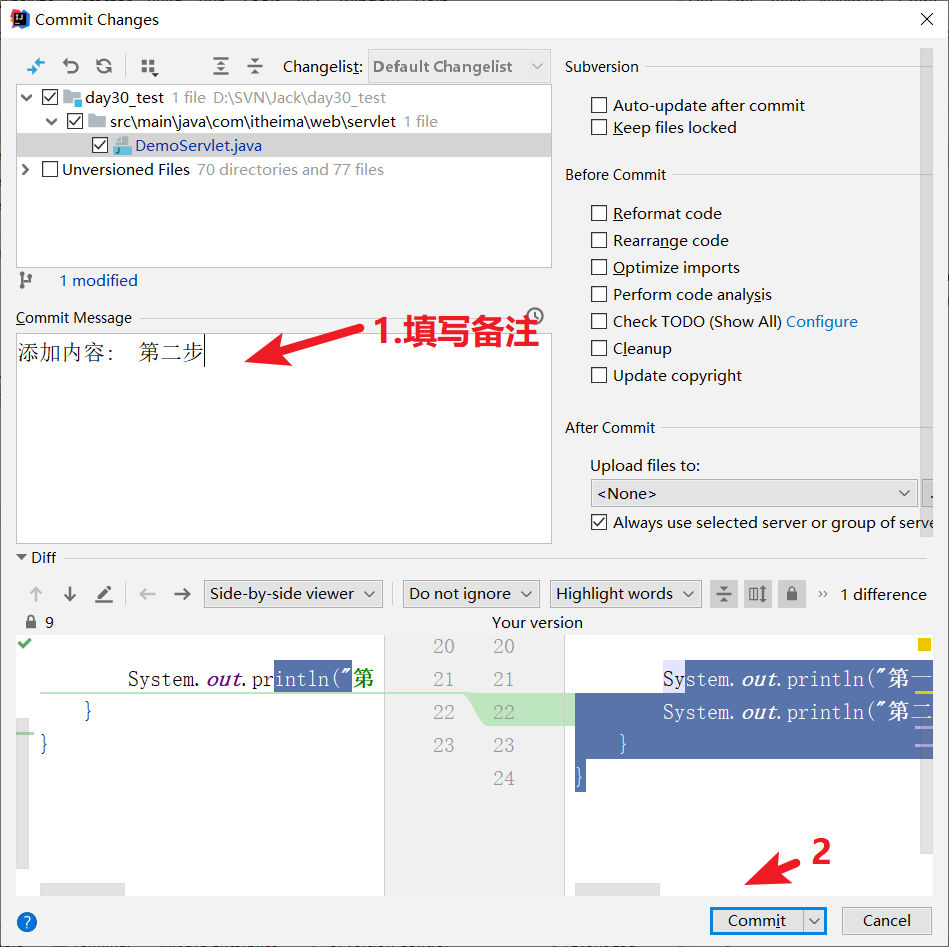 Commit Changes
Changelist: Default Changelist
day30_test 1 file D:\SVN\Jack\day30_test
src\main\java\com\itheima\web\servlet 1 file
DemoServlet.java
Unversioned Files 70 directories and 77 files
1 modified
Commit Message
添加内容: 第二步
1.填写备注
Subversion
Auto-update after commit
Keep files locked
Before Commit
Reformat code
Rearrange code
Optimize imports
Perform code analysis
Check TODO (Show All) Configure
Cleanup
Update copyright
After Commit
Upload files to:
<None>
Always use selected server or group of serve
Diff
Side-by-side viewer Do not ignore Highlight words 1 difference
9 Your version
20 20
System.out.println("第 21 21 System.out.println("第一
} 22 22 System.out.println("第二
} 23 23 }
24 }
2
Commit Cancel